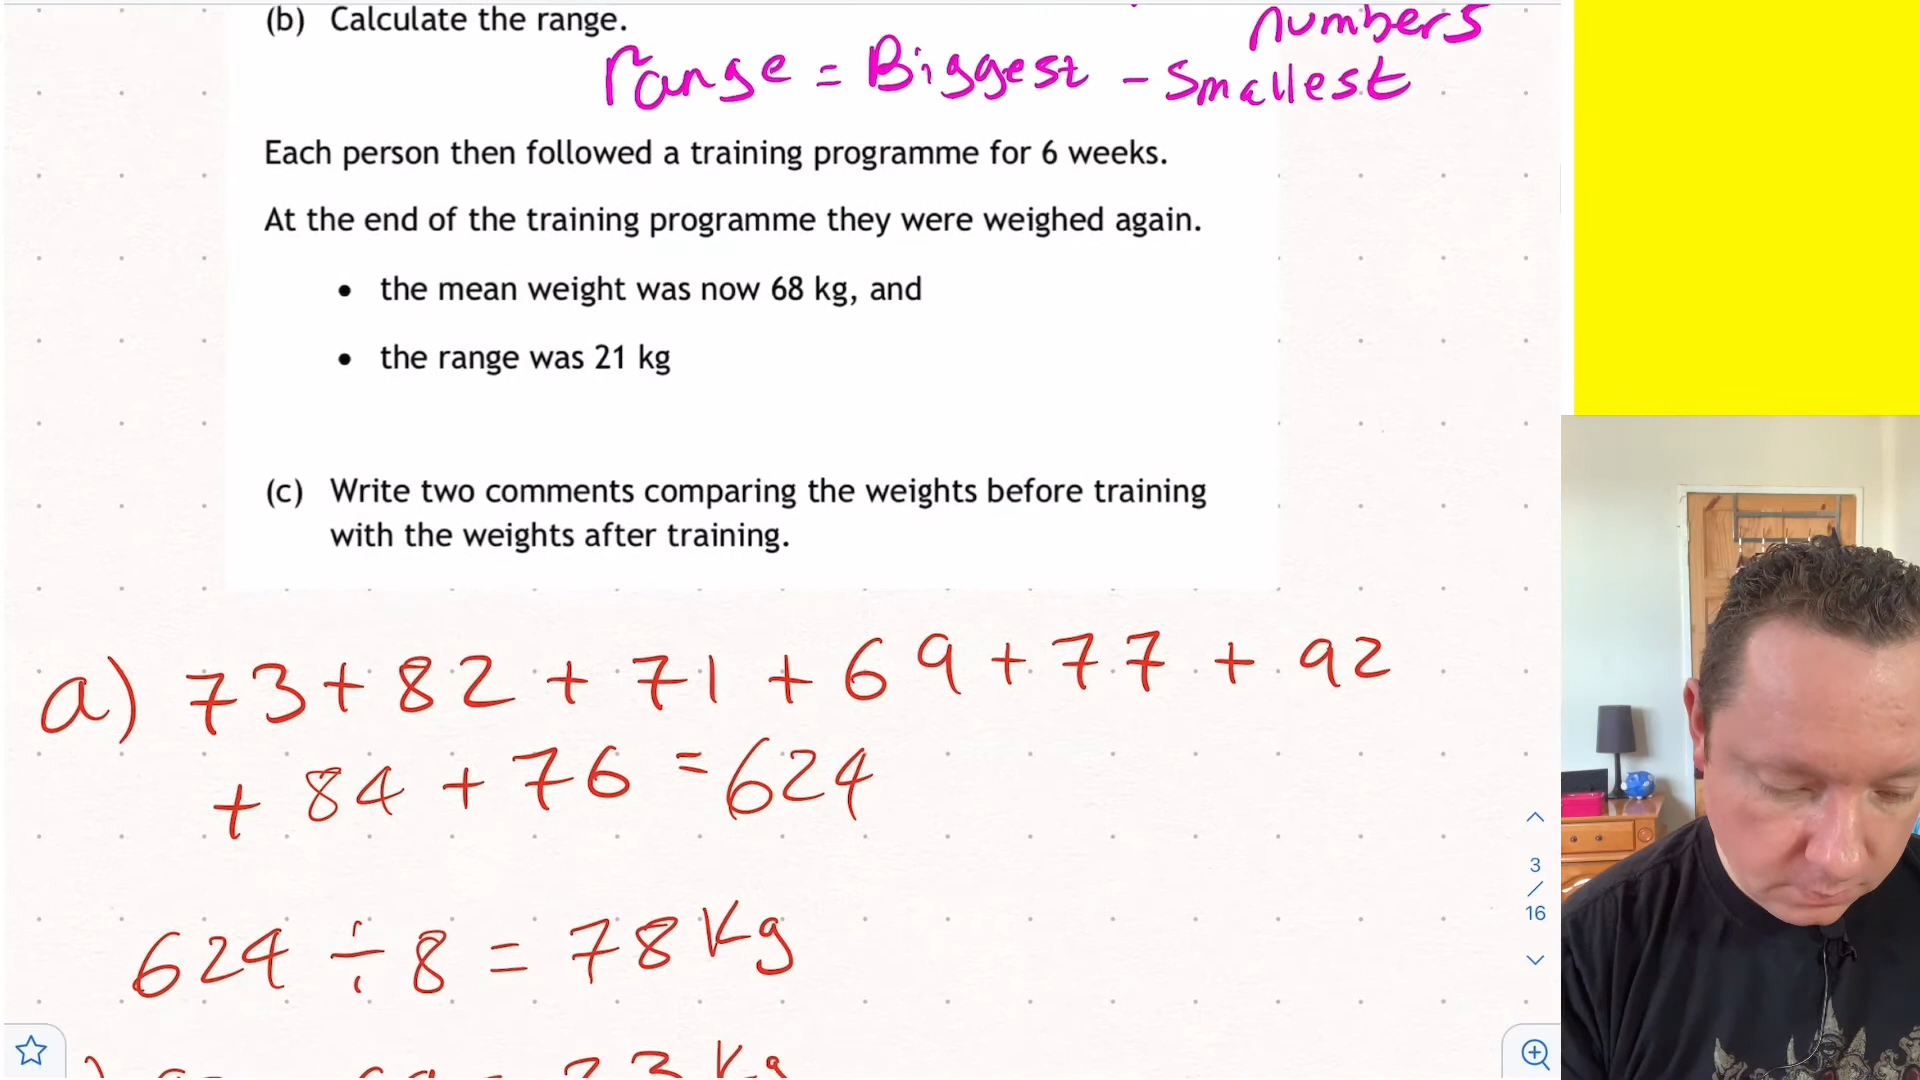 (b) Calculate the range.
numbers
range = Biggest - Smallest
Each person then followed a training programme for 6 weeks.
At the end of the training programme they were weighed again.
• the mean weight was now 68 kg, and
• the range was 21 kg
(c) Write two comments comparing the weights before training
with the weights after training.
a) 73 + 82 + 71 + 69 + 77 + 92
+ 84 + 76 = 624
624 ÷ 8 = 78 Kg
3
/
16